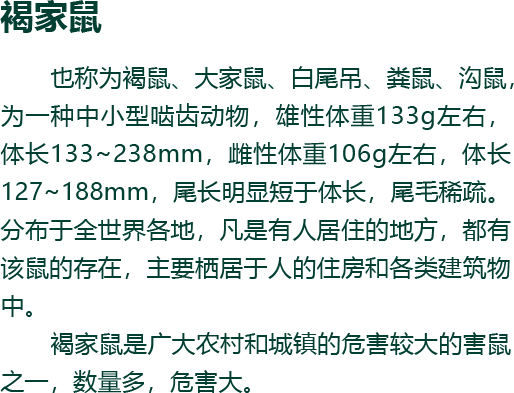 褐家鼠
也称为褐鼠、大家鼠、白尾吊、粪鼠、沟鼠，
为一种中小型啮齿动物，雄性体重133g左右，
体长133~238mm，雌性体重106g左右，体长
127~188mm，尾长明显短于体长，尾毛稀疏。
分布于全世界各地，凡是有人居住的地方，都有
该鼠的存在，主要栖居于人的住房和各类建筑物
中。
褐家鼠是广大农村和城镇的危害较大的害鼠
之一，数量多，危害大。